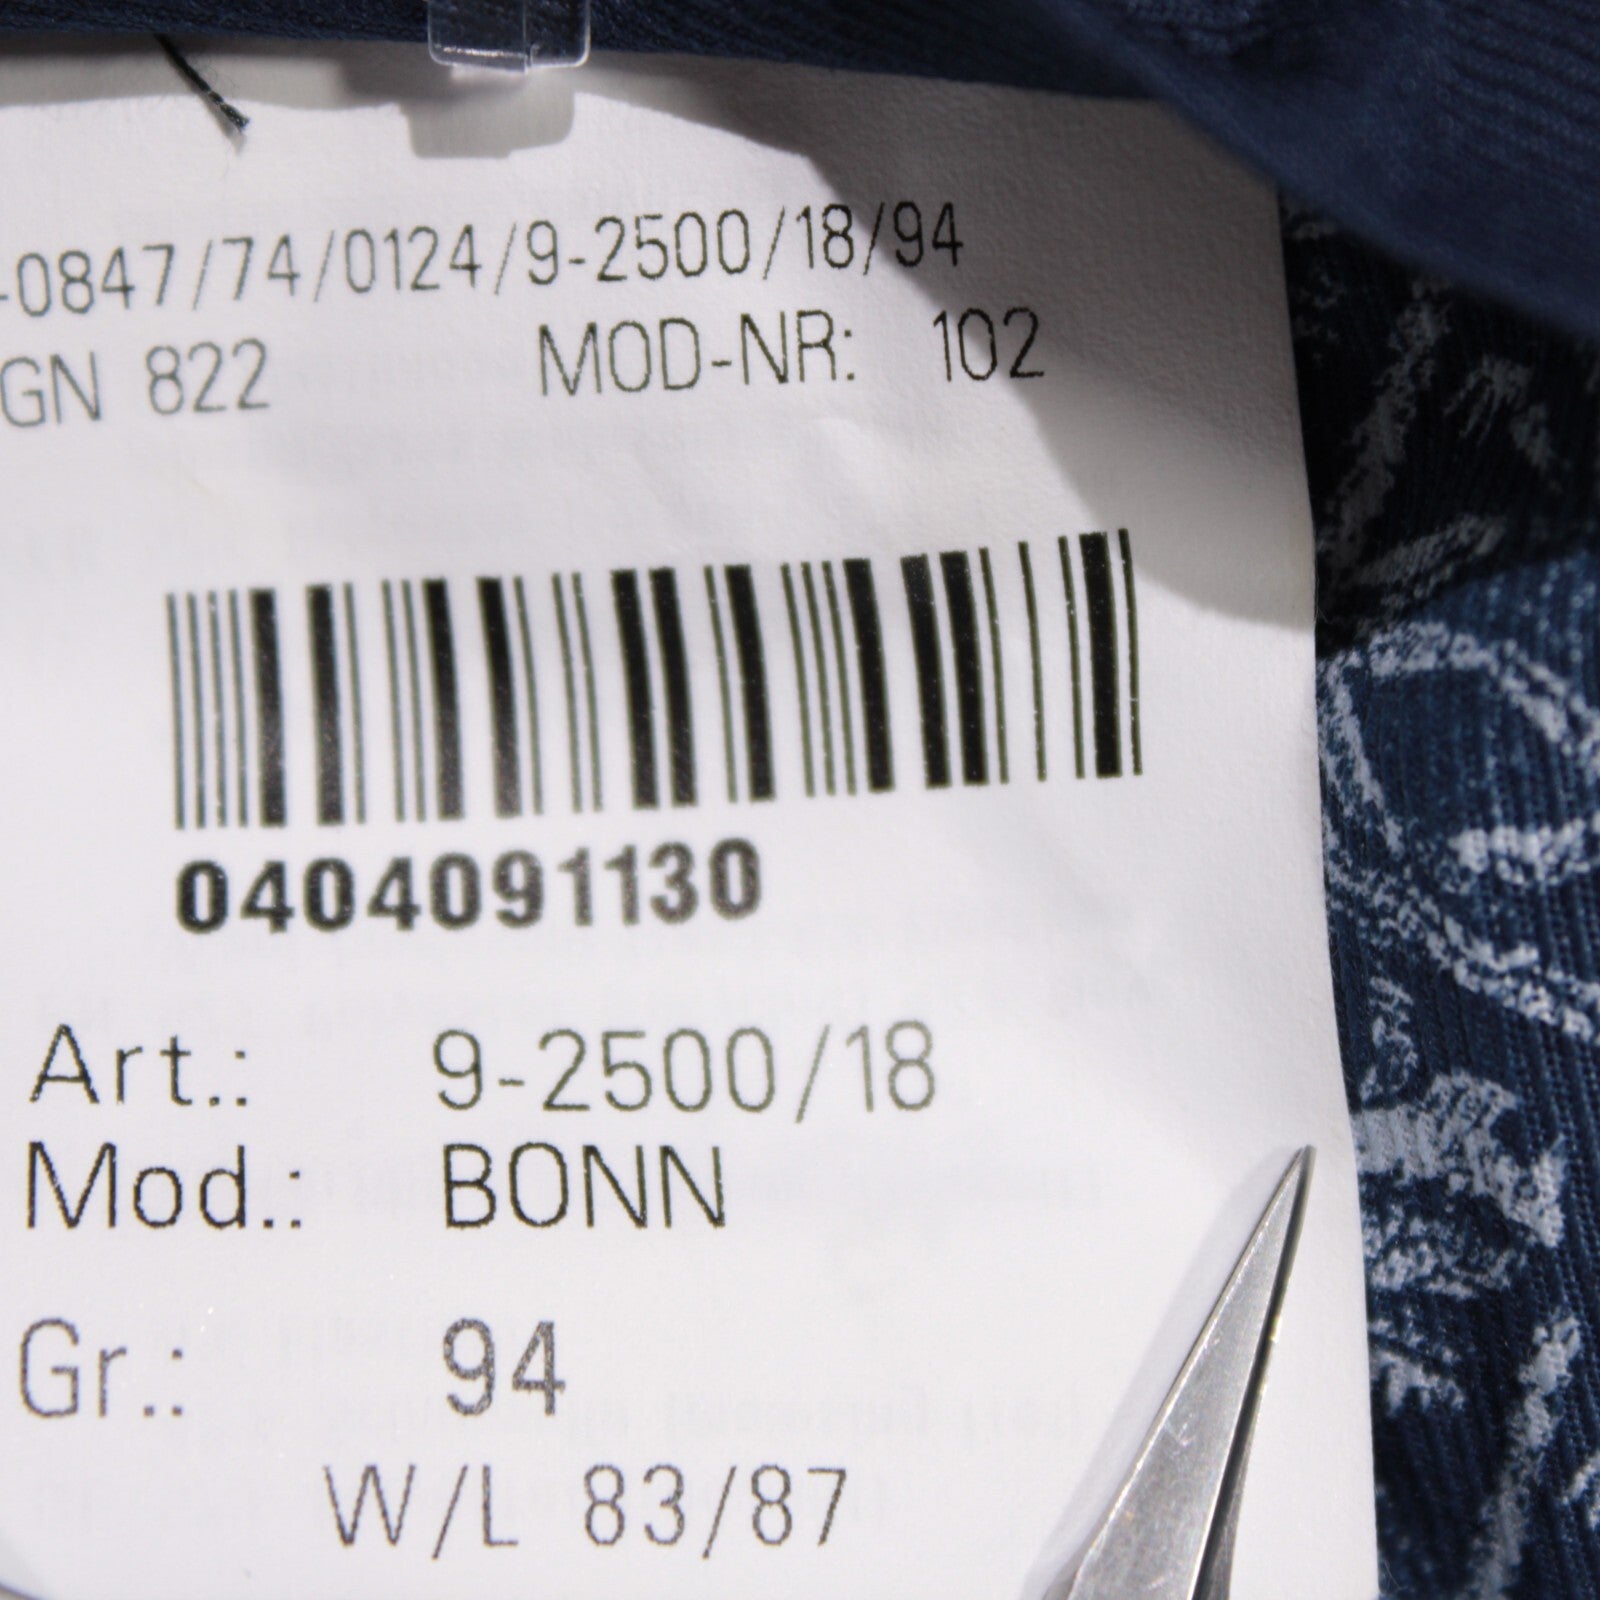 -0847/74/0124/9-2500/18/94
GN 822 MOD-NR: 102
0404091130
Art.: 9-2500/18
Mod.: BONN
Gr.: 94
W/L 83/87